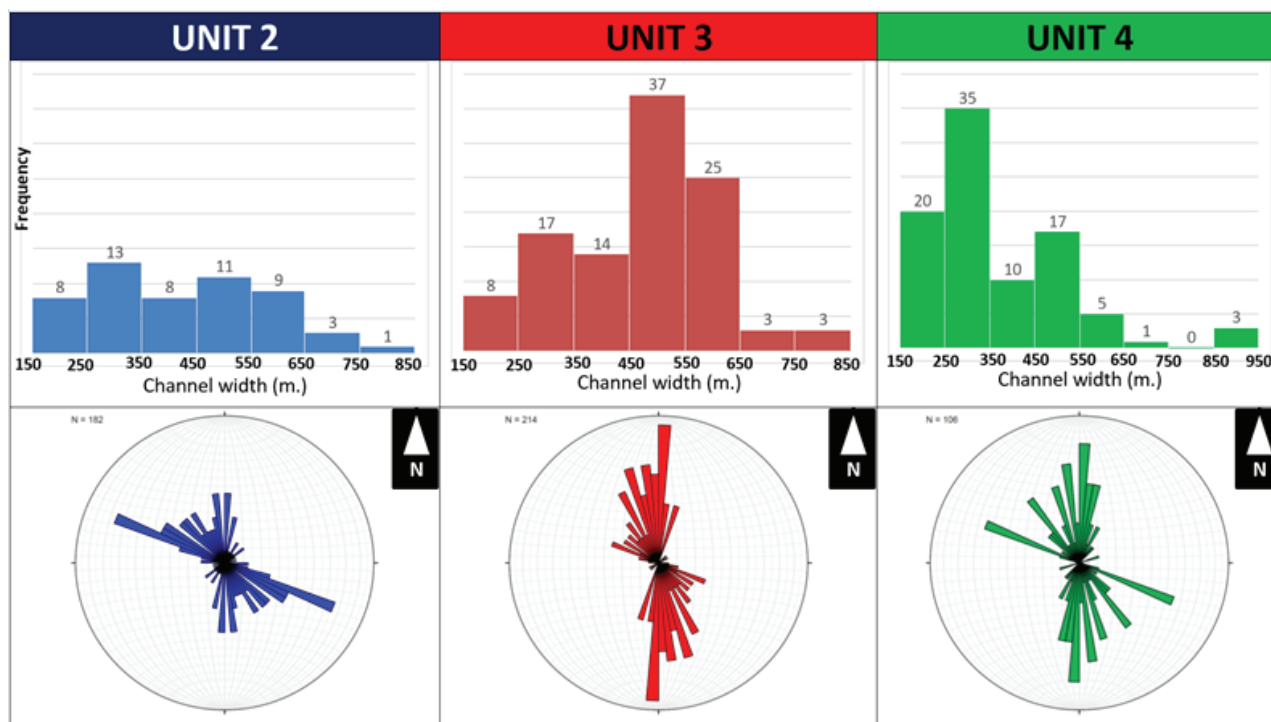 UNIT 2
UNIT 3
UNIT 4
Frequency
8
13
8
11
9
3
1
150 250 350 450 550 650 750 850
Channel width (m.)
8
17
14
37
25
3
3
150 250 350 450 550 650 750 850
Channel width (m.)
20
35
10
17
5
1
0
3
150 250 350 450 550 650 750 850 950
Channel width (m.)
N = 182
N
N = 214
N
N = 106
N